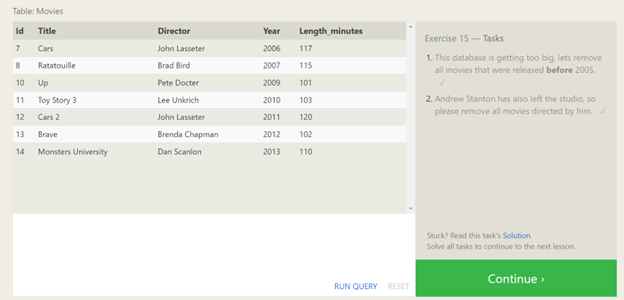 Table: Movies
Id Title Director Year Length_minutes
7 Cars John Lasseter 2006 117
8 Ratatouille Brad Bird 2007 115
10 Up Pete Docter 2009 101
11 Toy Story 3 Lee Unkrich 2010 103
12 Cars 2 John Lasseter 2011 120
13 Brave Brenda Chapman 2012 102
14 Monsters University Dan Scanlon 2013 110
RUN QUERY RESET
Exercise 15 — Tasks
1. This database is getting too big, lets remove
all movies that were released before 2005.
✓
2. Andrew Stanton has also left the studio, so
please remove all movies directed by him. ✓
Stuck? Read this task's Solution.
Solve all tasks to continue to the next lesson.
Continue ›